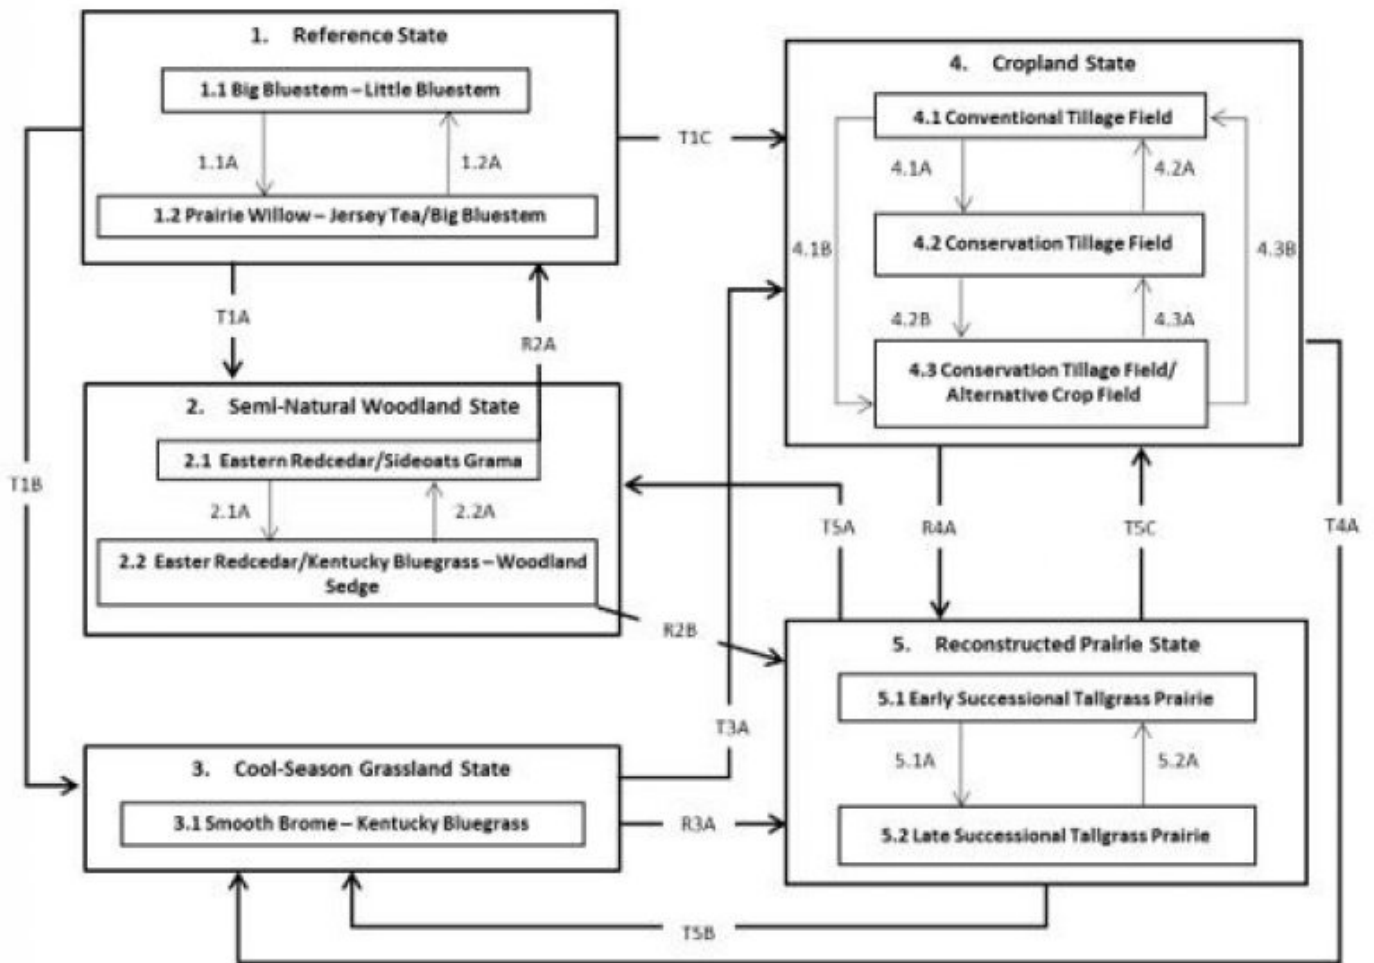 1. Reference State
1.1 Big Bluestem – Little Bluestem
1.1A
1.2A
1.2 Prairie Willow – Jersey Tea/Big Bluestem
T1C
T1A
R2A
T1B
2. Semi-Natural Woodland State
2.1 Eastern Redcedar/Sideoats Grama
2.1A
2.2A
2.2 Easter Redcedar/Kentucky Bluegrass – Woodland
Sedge
R2B
3. Cool-Season Grassland State
3.1 Smooth Brome – Kentucky Bluegrass
T3A
R3A
4. Cropland State
4.1 Conventional Tillage Field
4.1A
4.2A
4.1B
4.2 Conservation Tillage Field
4.3B
4.2B
4.3A
4.3 Conservation Tillage Field/
Alternative Crop Field
T5A
R4A
T5C
T4A
5. Reconstructed Prairie State
5.1 Early Successional Tallgrass Prairie
5.1A
5.2A
5.2 Late Successional Tallgrass Prairie
T5B